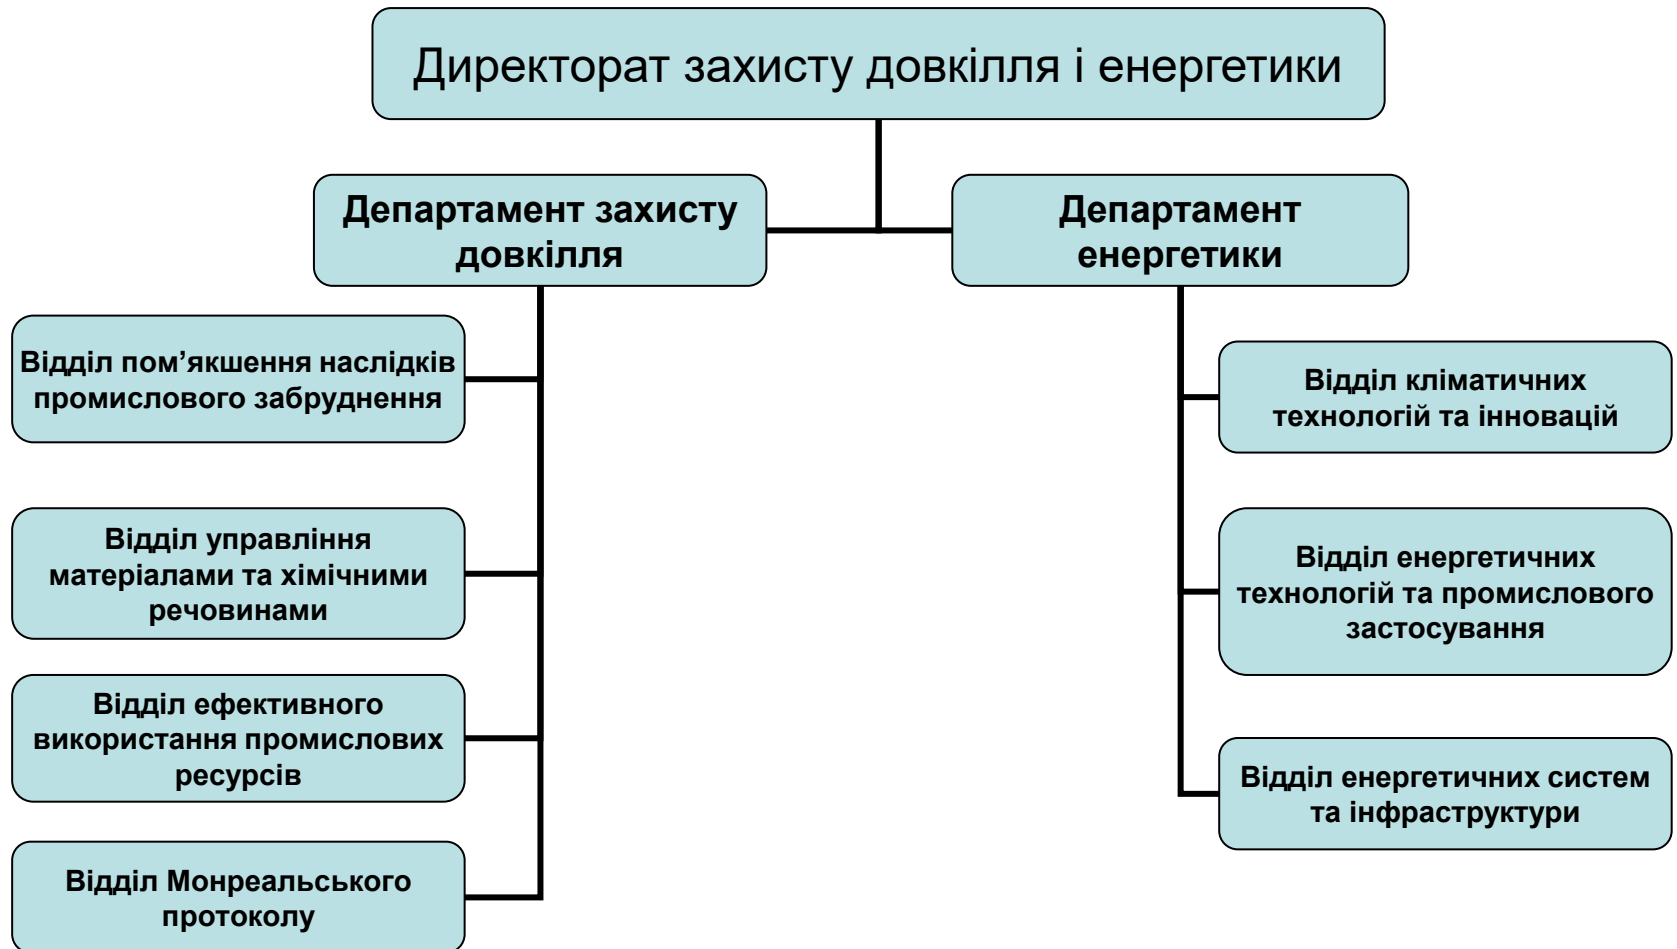 Директорат захисту довкілля і енергетики
Департамент захисту
довкілля
Департамент
енергетики
Відділ пом’якшення наслідків
промислового забруднення
Відділ управління
матеріалами та хімічними
речовинами
Відділ ефективного
використання промислових
ресурсів
Відділ Монреальського
протоколу
Відділ кліматичних
технологій та інновацій
Відділ енергетичних
технологій та промислового
застосування
Відділ енергетичних систем
та інфраструктури